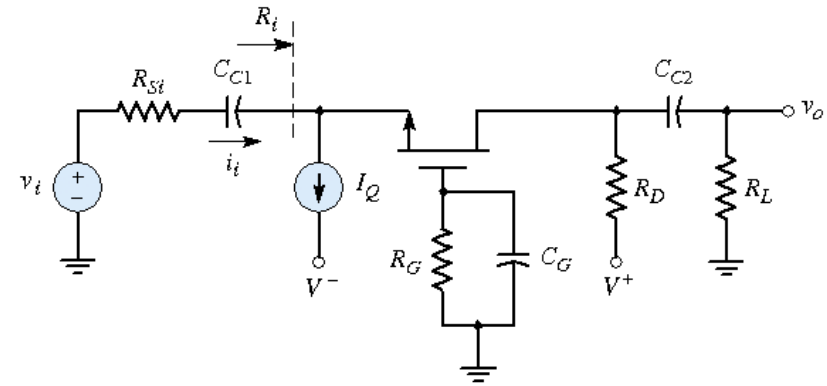 R_i
R_Si
C_C1
C_C2
v_o
i_i
v_i
+
−
I_Q
R_D
R_L
R_G
C_G
V^−
V^+